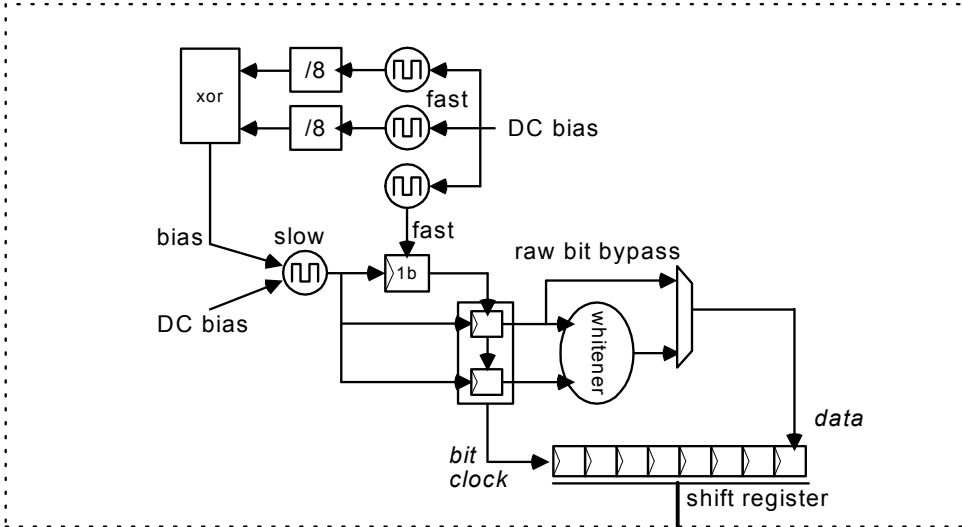 /8
xor
fast
/8
DC bias
fast
bias
slow
raw bit bypass
1b
DC bias
whitener
data
bit
clock
shift register